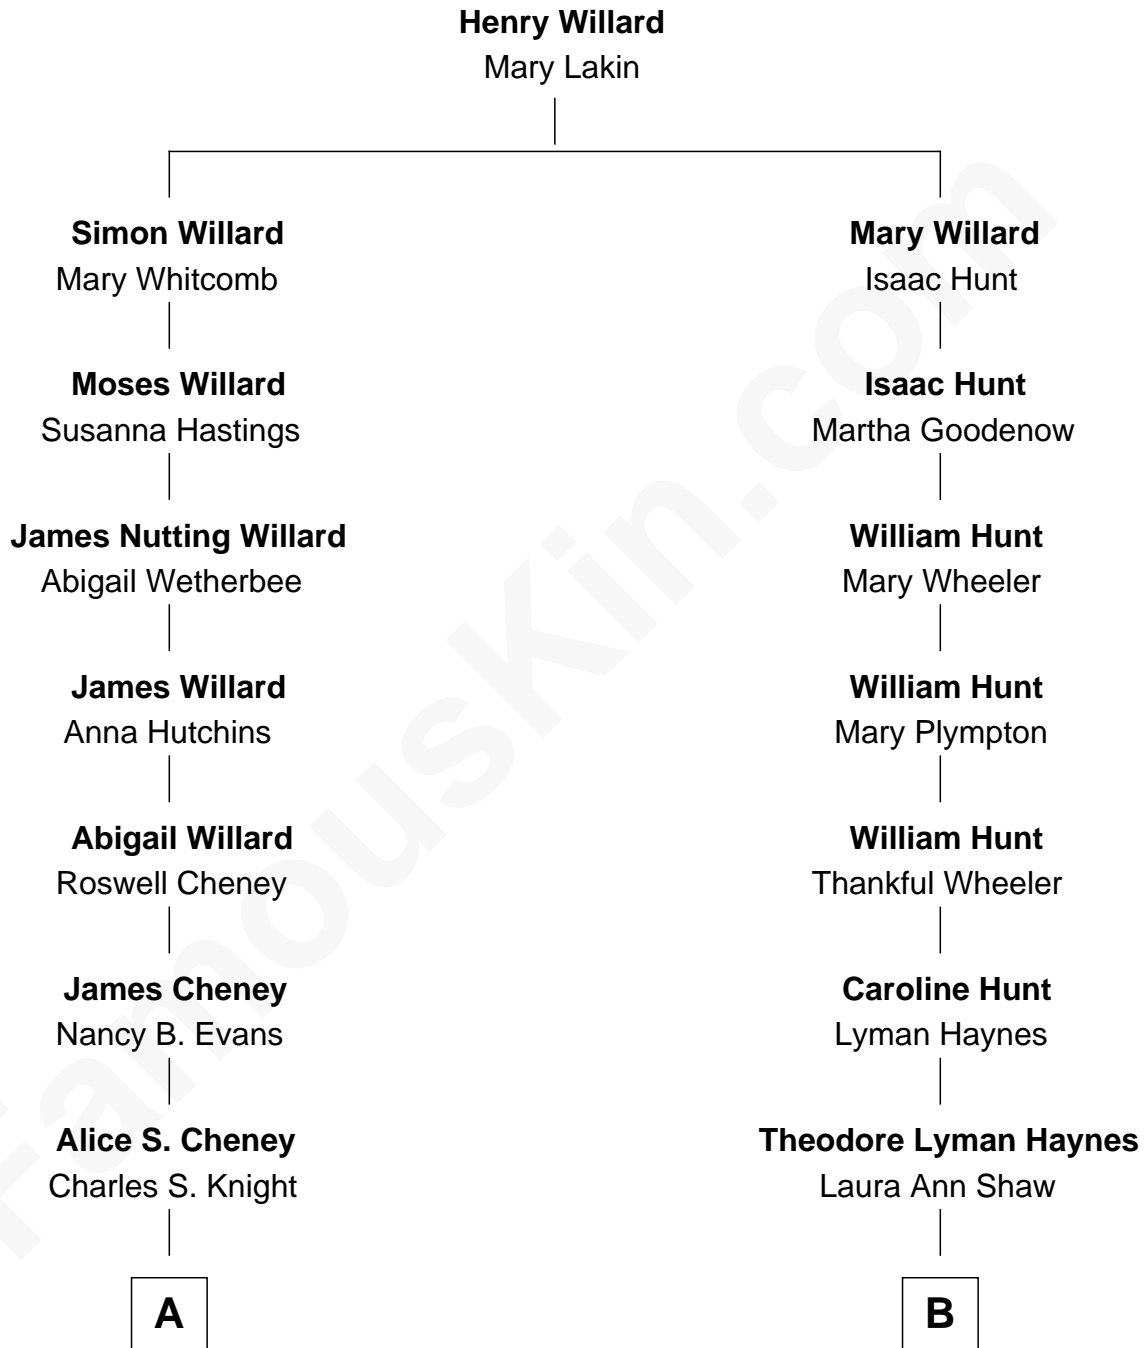 Henry Willard
Mary Lakin
Simon Willard
Mary Whitcomb
Mary Willard
Isaac Hunt
Moses Willard
Susanna Hastings
Isaac Hunt
Martha Goodenow
James Nutting Willard
Abigail Wetherbee
William Hunt
Mary Wheeler
James Willard
Anna Hutchins
William Hunt
Mary Plympton
Abigail Willard
Roswell Cheney
William Hunt
Thankful Wheeler
James Cheney
Nancy B. Evans
Caroline Hunt
Lyman Haynes
Alice S. Cheney
Charles S. Knight
Theodore Lyman Haynes
Laura Ann Shaw
A
B
FamousKin.com